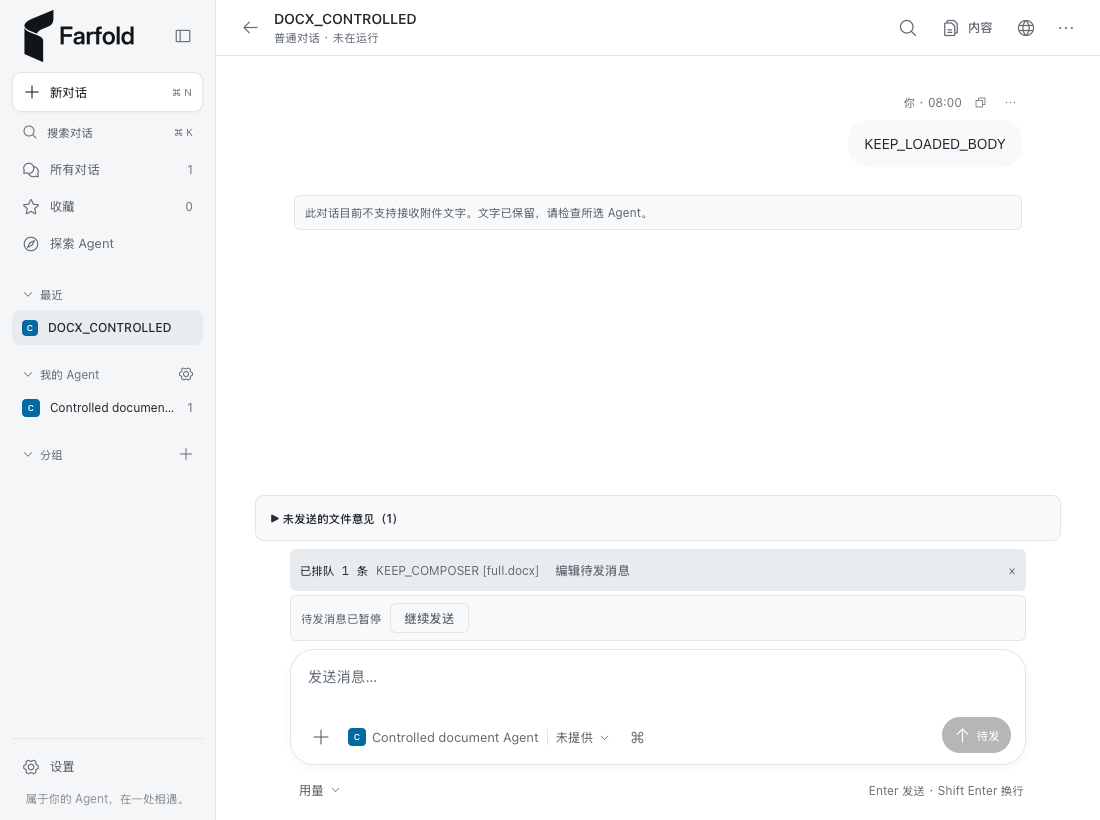 Farfold
新对话 ⌘ N
搜索对话 ⌘ K
所有对话 1
收藏 0
探索 Agent
最近
C DOCX_CONTROLLED
我的 Agent
C Controlled documen... 1
分组
设置
属于你的 Agent，在一处相遇。
DOCX_CONTROLLED
普通对话 · 未在运行
内容
你 · 08:00
KEEP_LOADED_BODY
此对话目前不支持接收附件文字。文字已保留，请检查所选 Agent。
未发送的文件意见（1）
已排队 1 条 KEEP_COMPOSER [full.docx] 编辑待发消息 ×
待发消息已暂停 继续发送
发送消息...
C Controlled document Agent 未提供 ⌘ 待发
用量 Enter 发送 · Shift Enter 换行